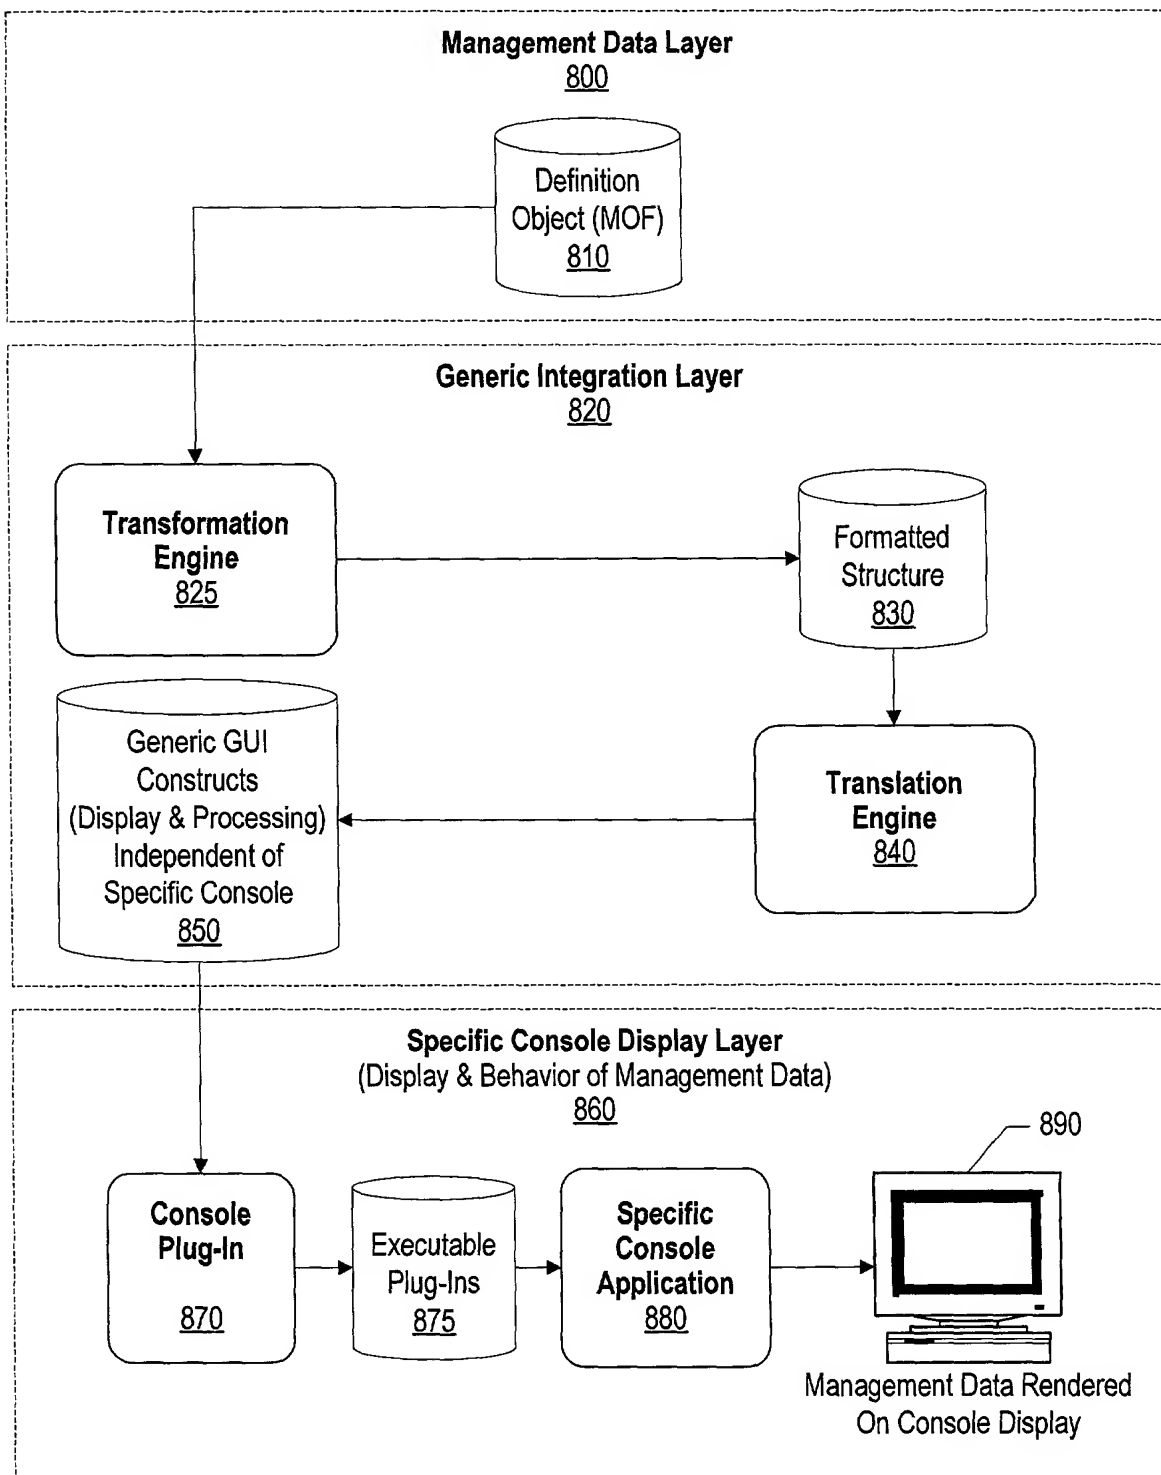 Management Data Layer
800
Definition
Object (MOF)
810
Generic Integration Layer
820
Transformation
Engine
825
Formatted
Structure
830
Generic GUI
Constructs
(Display & Processing)
Independent of
Specific Console
850
Translation
Engine
840
Specific Console Display Layer
(Display & Behavior of Management Data)
860
890
Console
Plug-In
870
Executable
Plug-Ins
875
Specific
Console
Application
880
Management Data Rendered
On Console Display